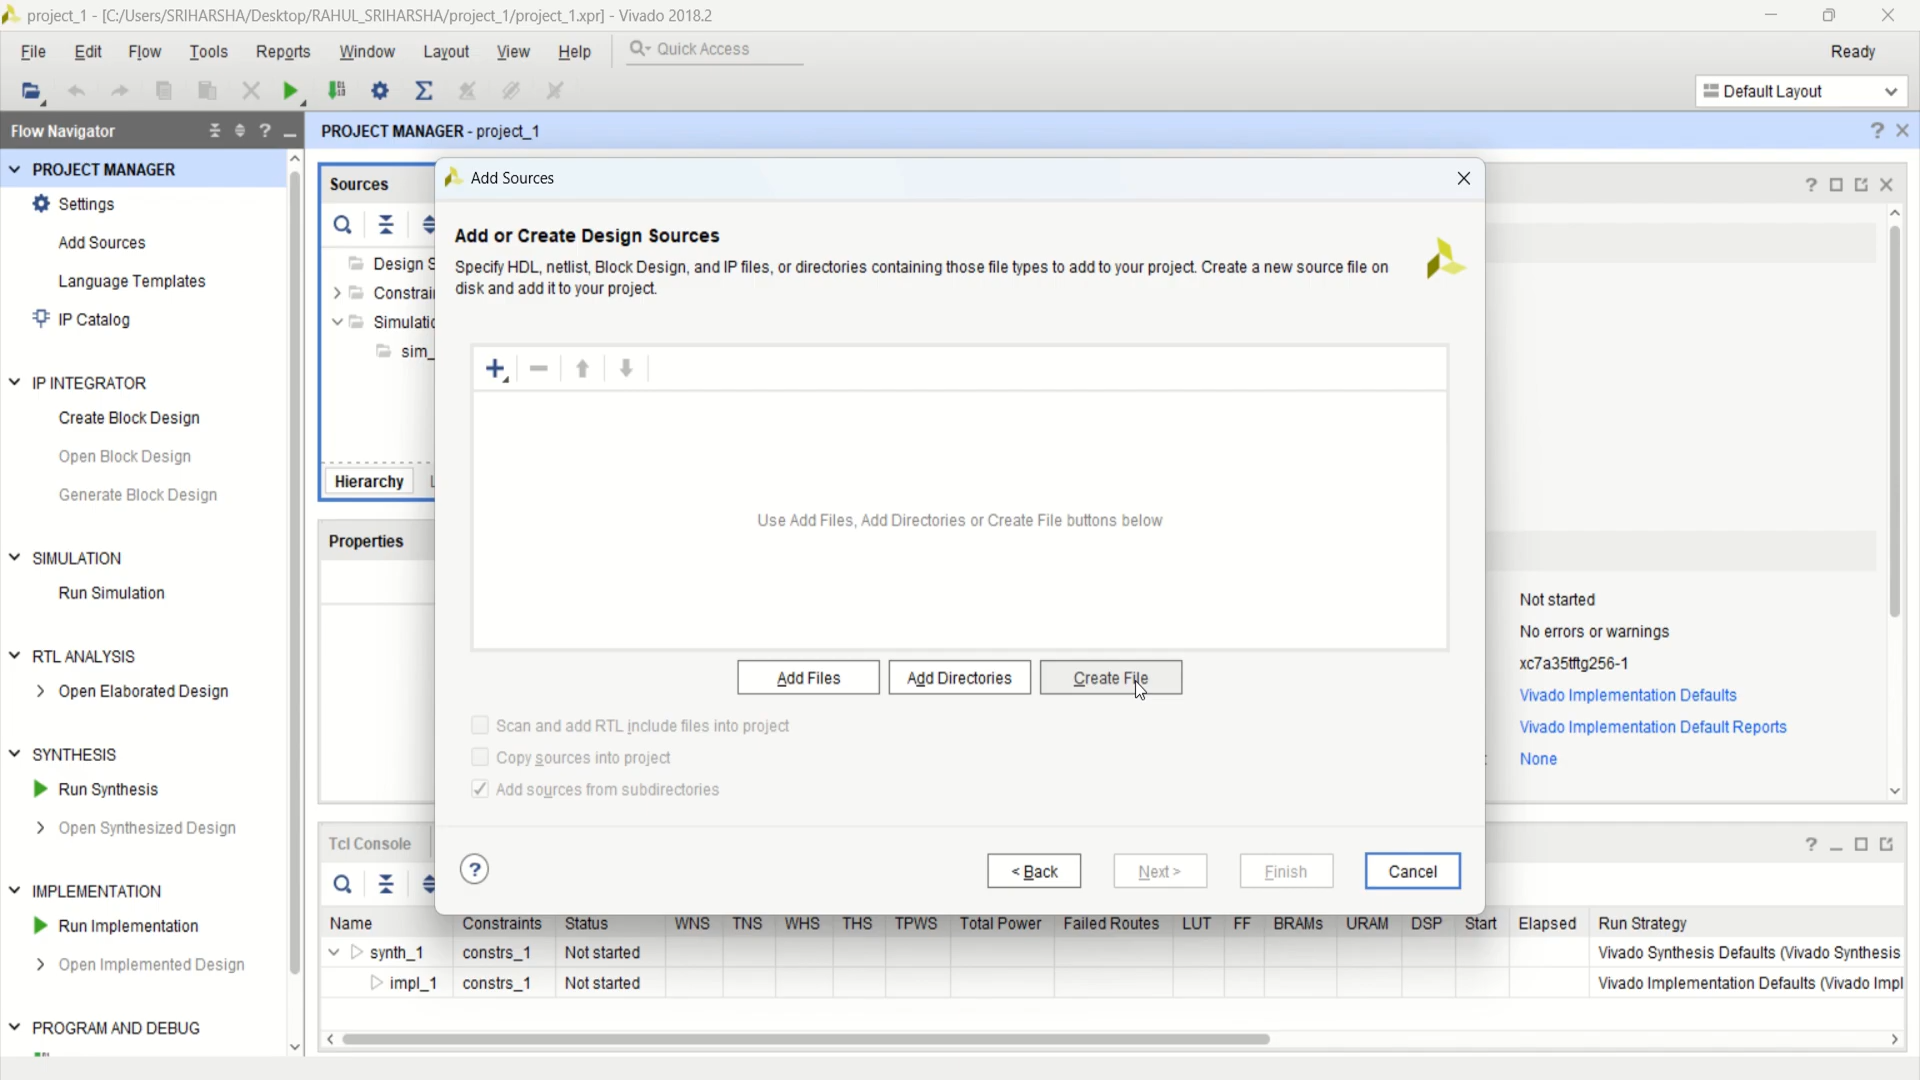 project_1 - [C:/Users/SRIHARSHA/Desktop/RAHUL_SRIHARSHA/project_1/project_1.xpr] - Vivado 2018.2
File Edit Flow Tools Reports Window Layout View Help Quick Access Ready
Default Layout
Flow Navigator
PROJECT MANAGER - project_1
PROJECT MANAGER
Settings
Add Sources
Language Templates
IP Catalog
IP INTEGRATOR
Create Block Design
Open Block Design
Generate Block Design
SIMULATION
Run Simulation
RTL ANALYSIS
Open Elaborated Design
SYNTHESIS
Run Synthesis
Open Synthesized Design
IMPLEMENTATION
Run Implementation
Open Implemented Design
PROGRAM AND DEBUG
Sources
Design S
Constrai
Simulatio
sim_
Hierarchy
Properties
Add Sources
Add or Create Design Sources
Specify HDL, netlist, Block Design, and IP files, or directories containing those file types to add to your project. Create a new source file on
disk and add it to your project.
Use Add Files, Add Directories or Create File buttons below
Add Files Add Directories Create File
Scan and add RTL include files into project
Copy sources into project
Add sources from subdirectories
< Back Next > Finish Cancel
Not started
No errors or warnings
xc7a35tftg256-1
Vivado Implementation Defaults
Vivado Implementation Default Reports
None
Tcl Console
Name Constraints Status WNS TNS WHS THS TPWS Total Power Failed Routes LUT FF BRAMs URAM DSP Start Elapsed Run Strategy
synth_1 constrs_1 Not started Vivado Synthesis Defaults (Vivado Synthesis
impl_1 constrs_1 Not started Vivado Implementation Defaults (Vivado Impl